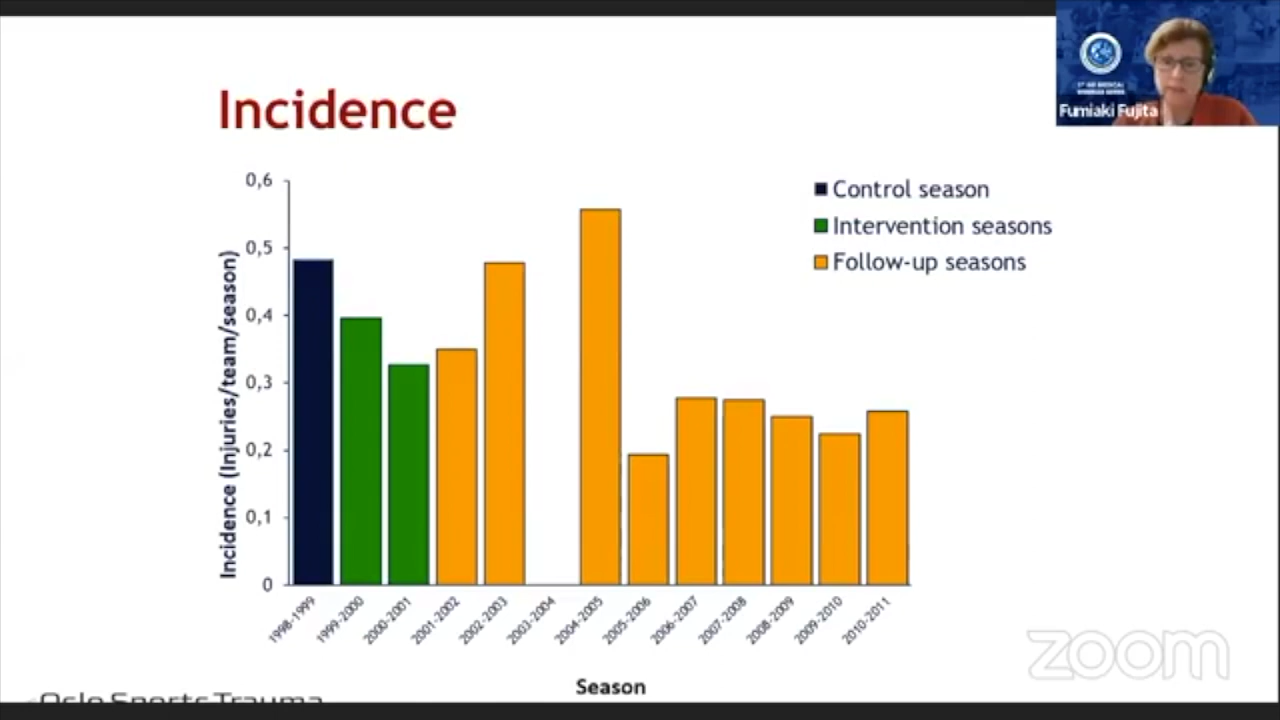 Fumiaki Fujita
Incidence
Control season
Intervention seasons
Follow-up seasons
Incidence (Injuries/team/season)
0,6
0,5
0,4
0,3
0,2
0,1
0
1998-1999
1999-2000
2000-2001
2001-2002
2002-2003
2003-2004
2004-2005
2005-2006
2006-2007
2007-2008
2008-2009
2009-2010
2010-2011
Season
zoom
Oslo Sports Trauma